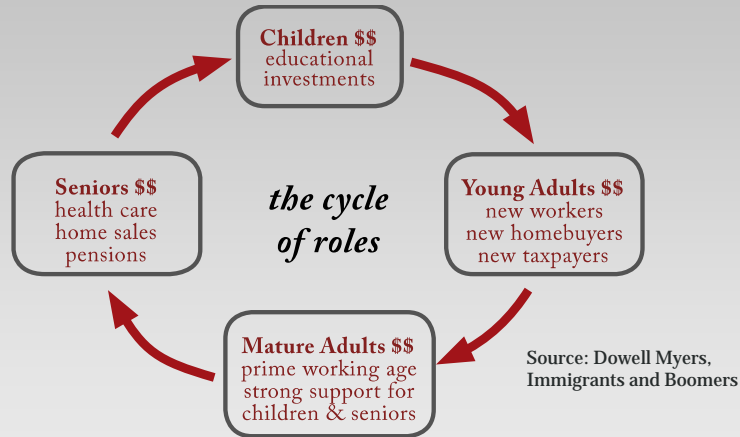 Children $$
educational
investments
Young Adults $$
new workers
new homebuyers
new taxpayers
Mature Adults $$
prime working age
strong support for
children & seniors
Seniors $$
health care
home sales
pensions
the cycle
of roles
Source: Dowell Myers,
Immigrants and Boomers